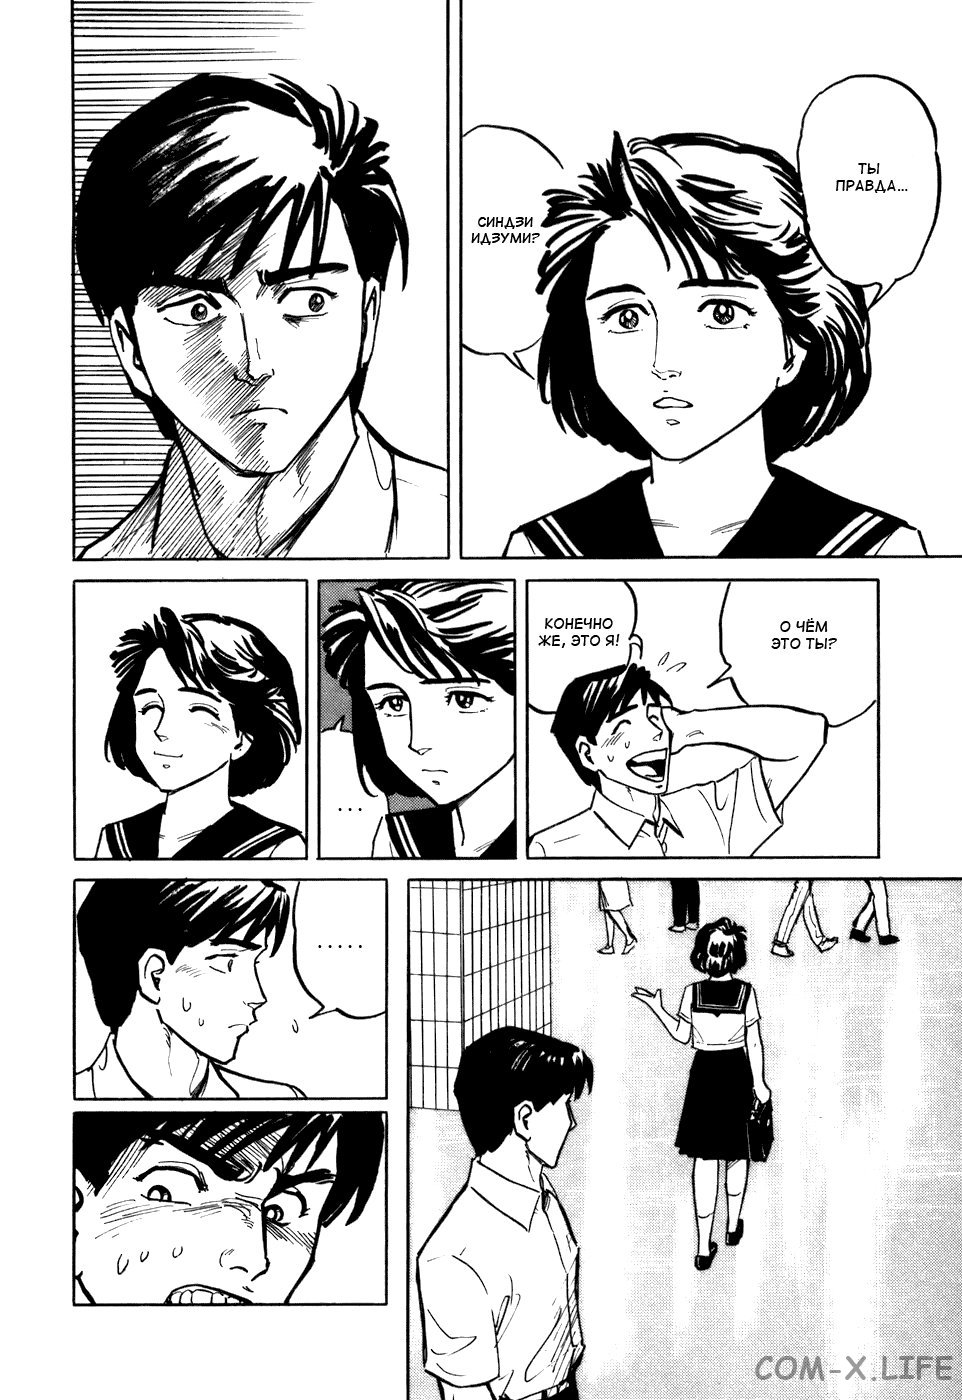 ТЫ
ПРАВДА...
СИНДЗИ
ИДЗУМИ?
О ЧЁМ
ЭТО ТЫ?
КОНЕЧНО
ЖЕ, ЭТО Я!
...
.....
COM-X.LIFE